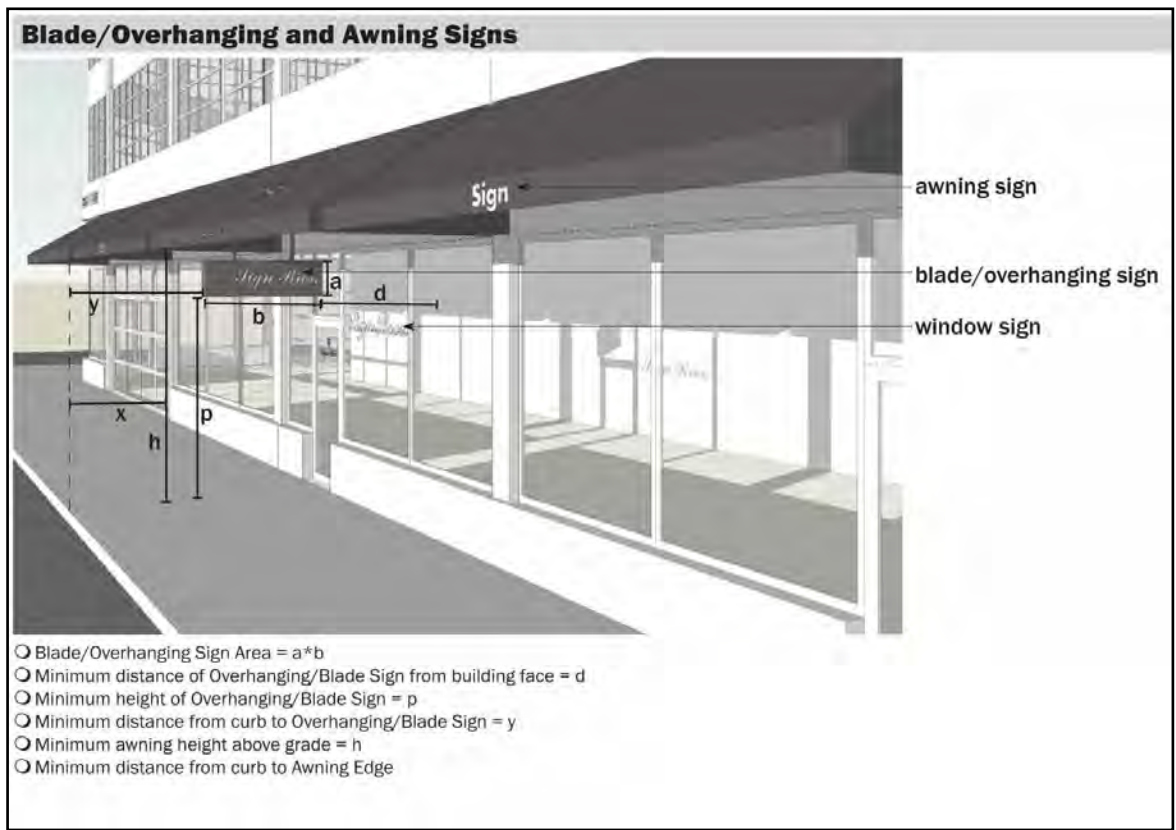 Blade/Overhanging and Awning Signs
Sign
awning sign
blade/overhanging sign
a
d
y
b
window sign
x
p
h
Blade/Overhanging Sign Area = a*b
Minimum distance of Overhanging/Blade Sign from building face = d
Minimum height of Overhanging/Blade Sign = p
Minimum distance from curb to Overhanging/Blade Sign = y
Minimum awning height above grade = h
Minimum distance from curb to Awning Edge